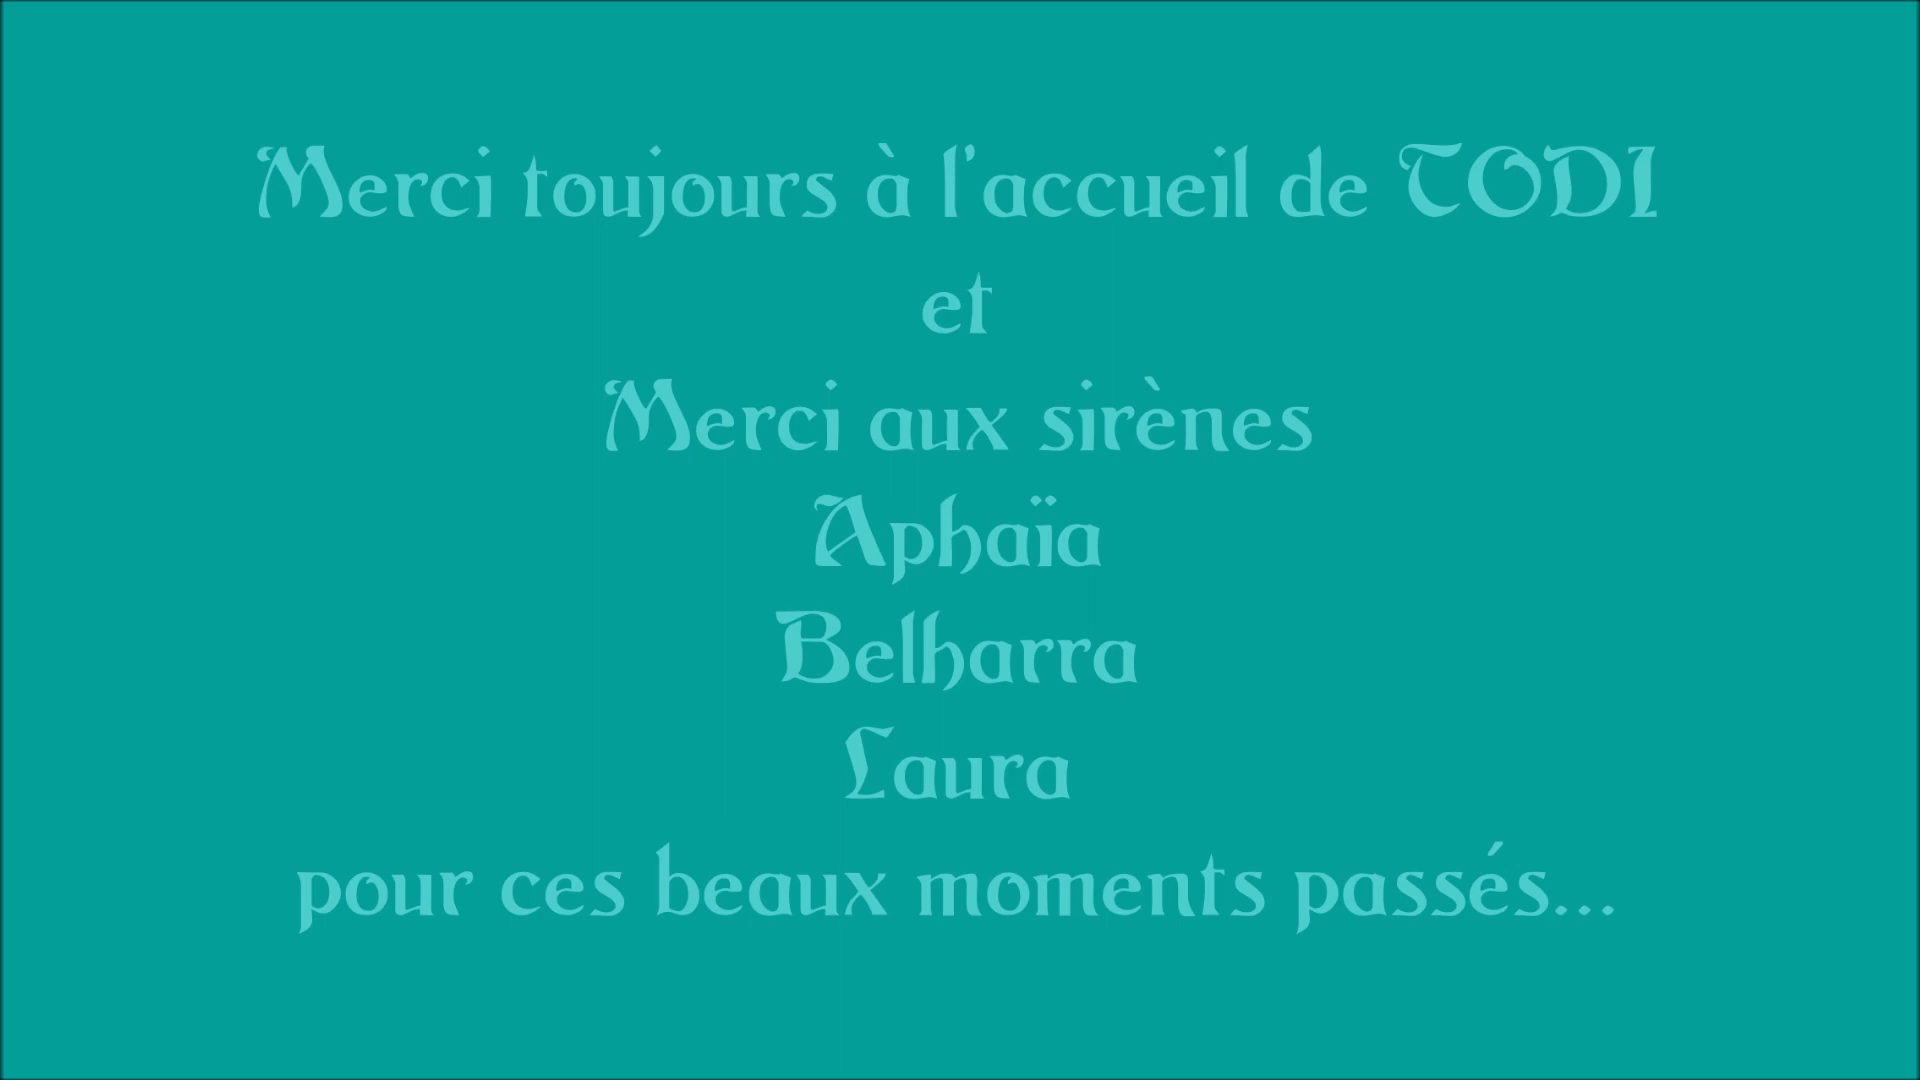 Merci toujours à l'accueil de TODI
et
Merci aux sirènes
Aphaïa
Belharra
Laura
pour ces beaux moments passés...